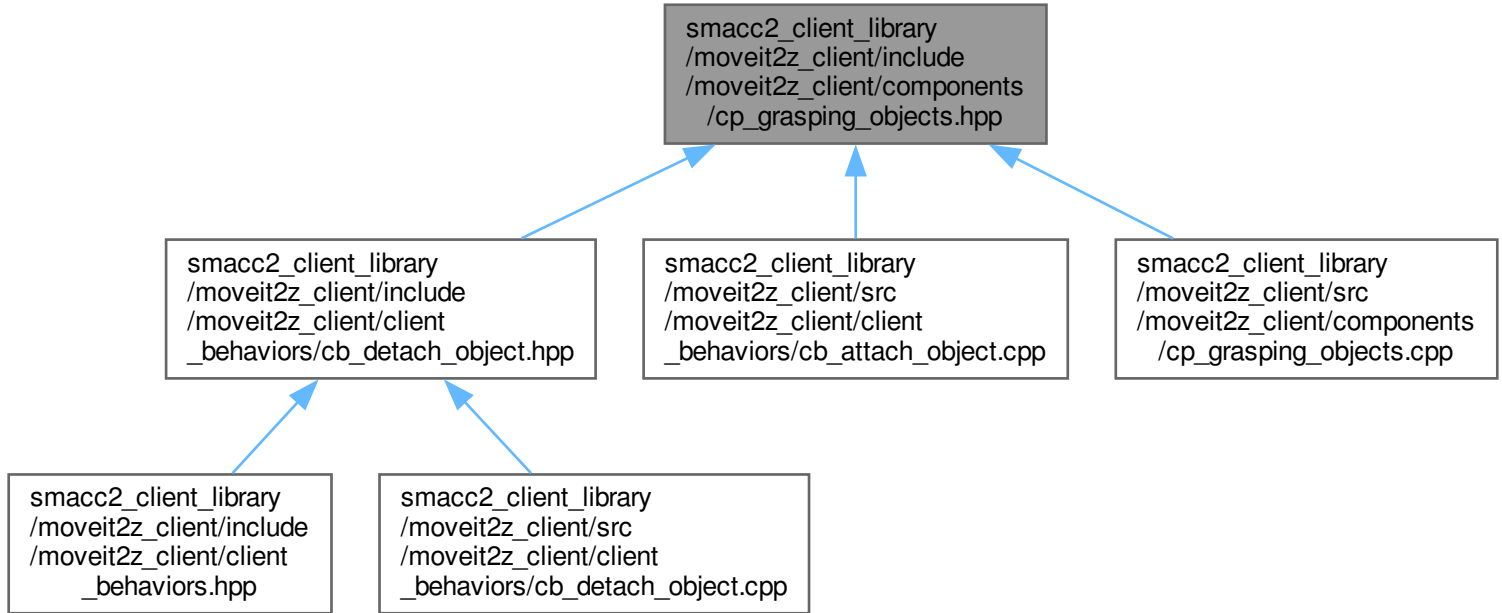 smacc2_client_library
/moveit2z_client/include
/moveit2z_client/components
/cp_grasping_objects.hpp
smacc2_client_library
/moveit2z_client/include
/moveit2z_client/client
_behaviors/cb_detach_object.hpp
smacc2_client_library
/moveit2z_client/src
/moveit2z_client/client
_behaviors/cb_attach_object.cpp
smacc2_client_library
/moveit2z_client/src
/moveit2z_client/components
/cp_grasping_objects.cpp
smacc2_client_library
/moveit2z_client/include
/moveit2z_client/client
_behaviors.hpp
smacc2_client_library
/moveit2z_client/src
/moveit2z_client/client
_behaviors/cb_detach_object.cpp